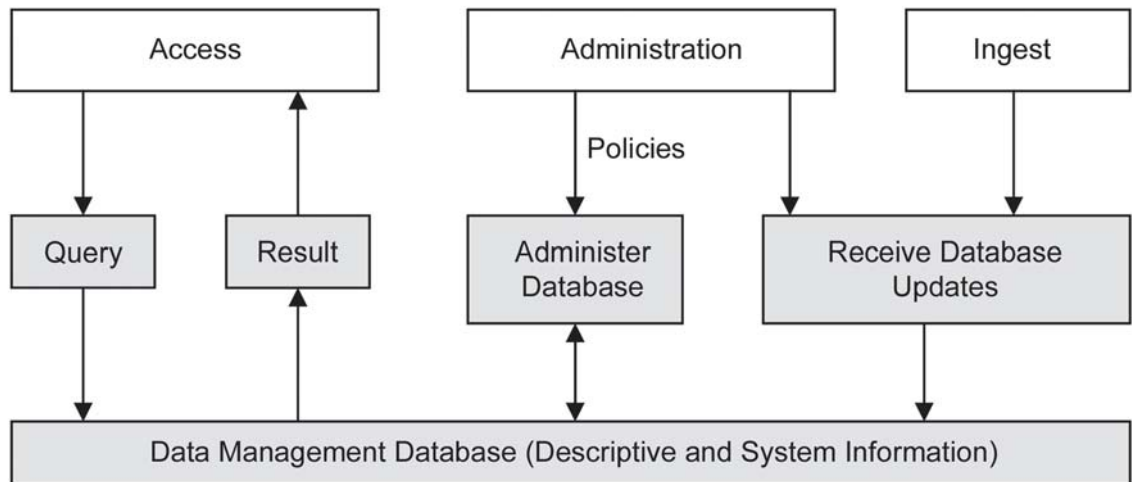 Access
Administration
Ingest
Policies
Query
Result
Administer
Database
Receive Database
Updates
Data Management Database (Descriptive and System Information)